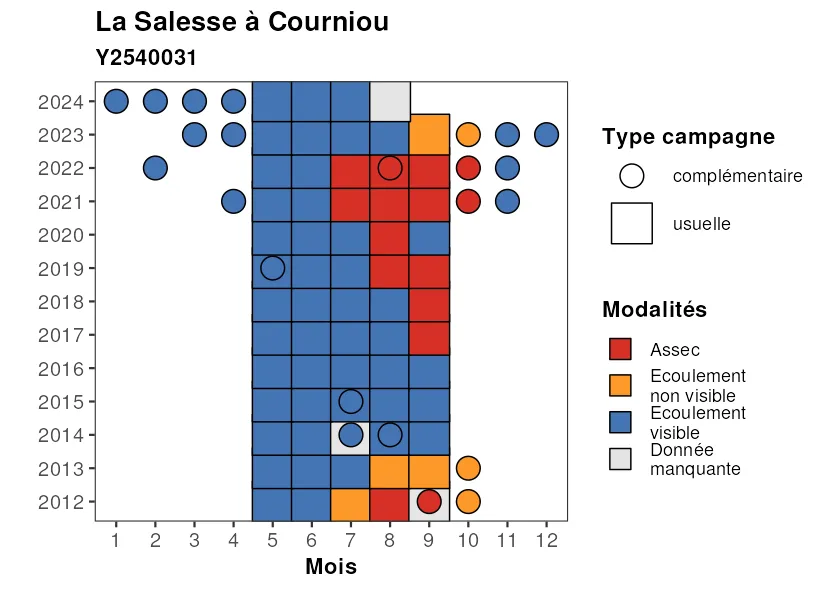 La Salesse à Courniou
Y2540031
2024
2023
2022
2021
2020
2019
2018
2017
2016
2015
2014
2013
2012
1 2 3 4 5 6 7 8 9 10 11 12
Mois
Type campagne
complémentaire
usuelle
Modalités
Assec
Ecoulement
non visible
Ecoulement
visible
Donnée
manquante